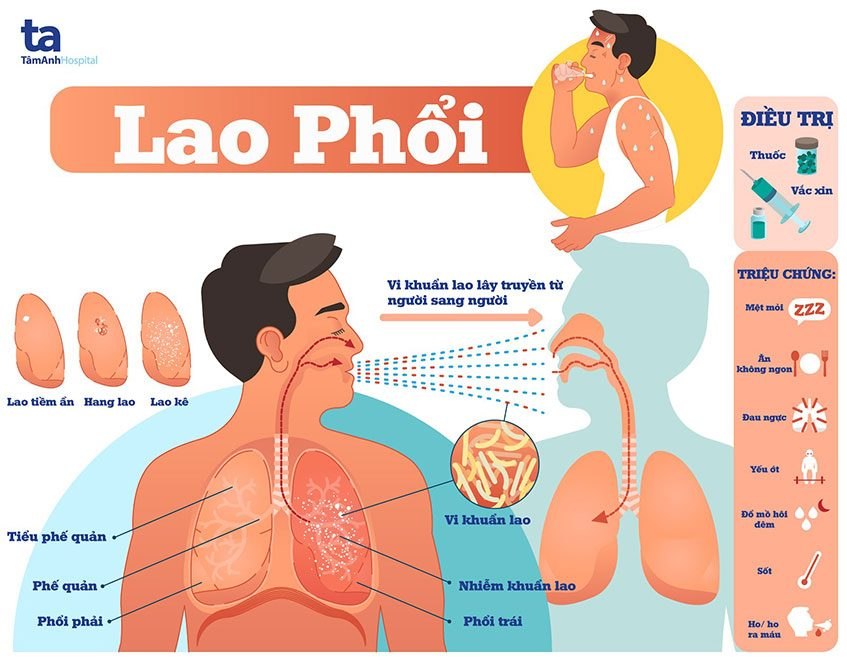 ta
TâmAnhHospital
Lao Phổi
ĐIỀU TRỊ
Thuốc
Vắc xin
Vi khuẩn lao lây truyền từ
người sang người
TRIỆU CHỨNG:
Mệt mỏi
ZZZ
Ăn
không ngon
Đau ngực
Yếu ớt
Đổ mồ hôi
đêm
Sốt
Ho/ ho
ra máu
Lao tiềm ẩn
Hang lao
Lao kê
Vi khuẩn lao
Tiểu phế quản
Phế quản
Phổi phải
Nhiễm khuẩn lao
Phổi trái